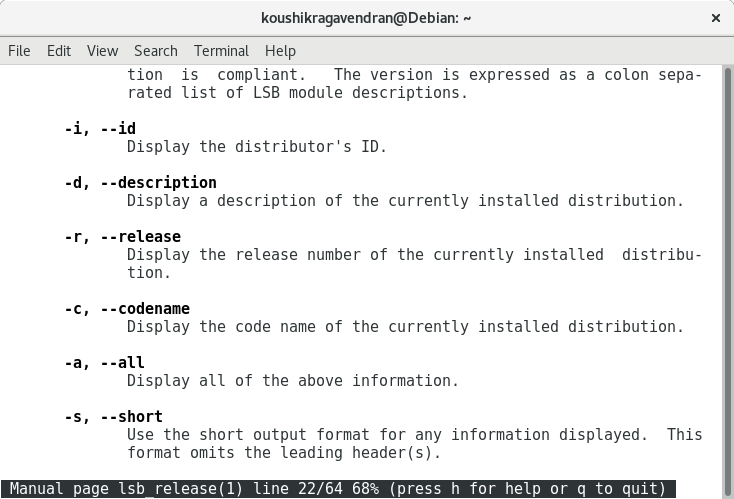 koushikragavendran@Debian: ~
×
File Edit View Search Terminal Help
tion is compliant. The version is expressed as a colon sepa-
rated list of LSB module descriptions.
-i, --id
Display the distributor's ID.
-d, --description
Display a description of the currently installed distribution.
-r, --release
Display the release number of the currently installed distribu-
tion.
-c, --codename
Display the code name of the currently installed distribution.
-a, --all
Display all of the above information.
-s, --short
Use the short output format for any information displayed. This
format omits the leading header(s).
Manual page lsb_release(1) line 22/64 68% (press h for help or q to quit)